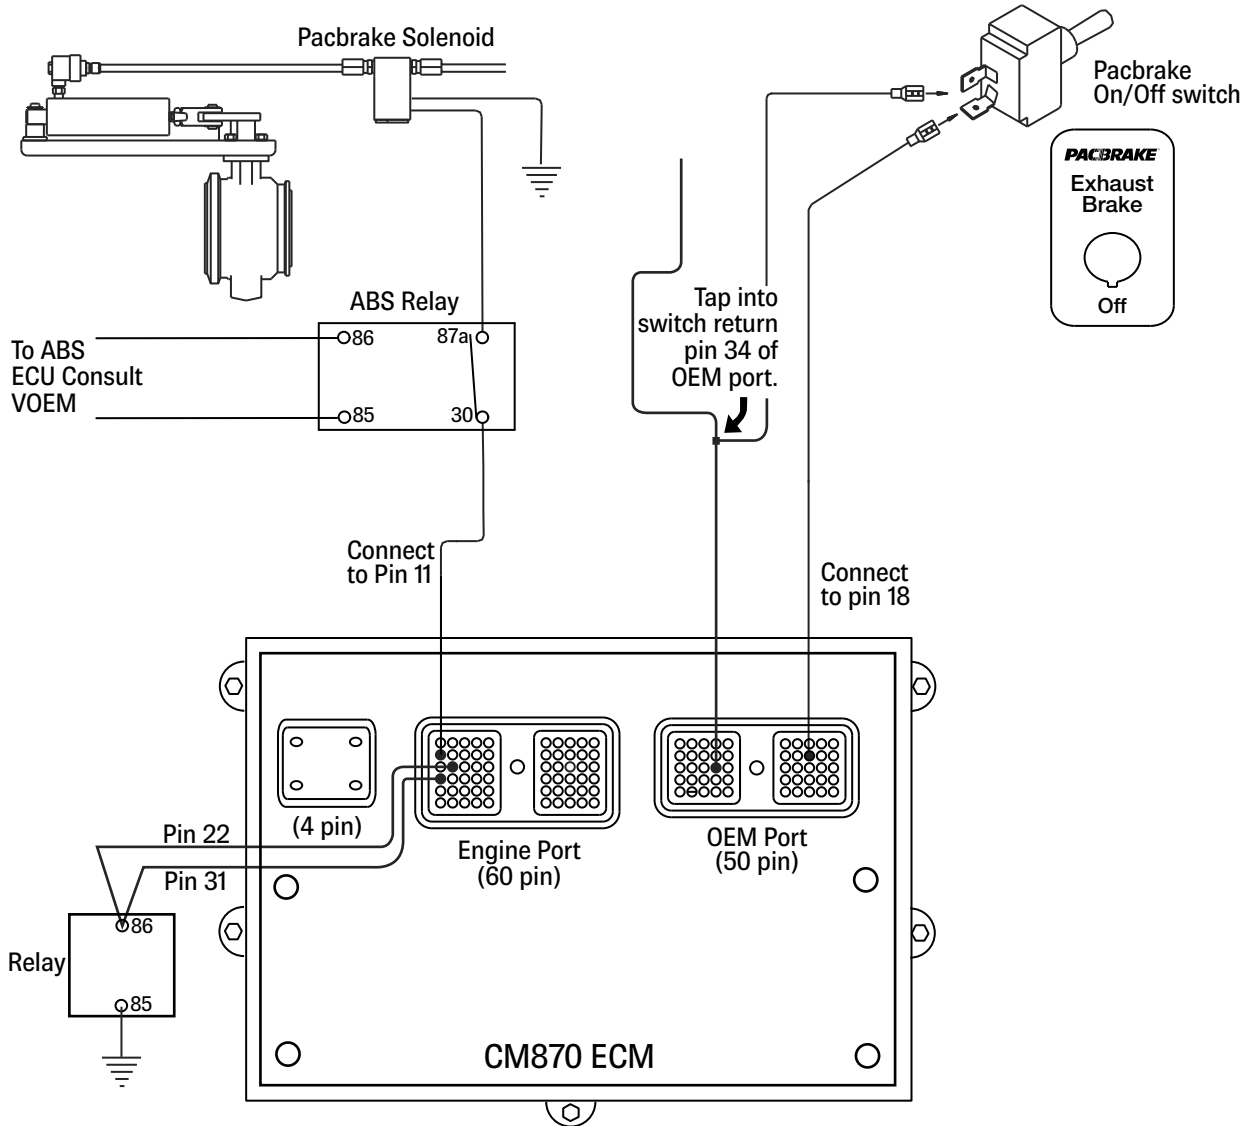 Pacbrake Solenoid
Pacbrake
On/Off switch
PACBRAKE
Exhaust
Brake
Off
ABS Relay
86
87a
85
30
To ABS
ECU Consult
VOEM
Tap into
switch return
pin 34 of
OEM port.
Connect
to Pin 11
Connect
to pin 18
(4 pin)
Engine Port
(60 pin)
OEM Port
(50 pin)
Pin 22
Pin 31
Relay
86
85
CM870 ECM